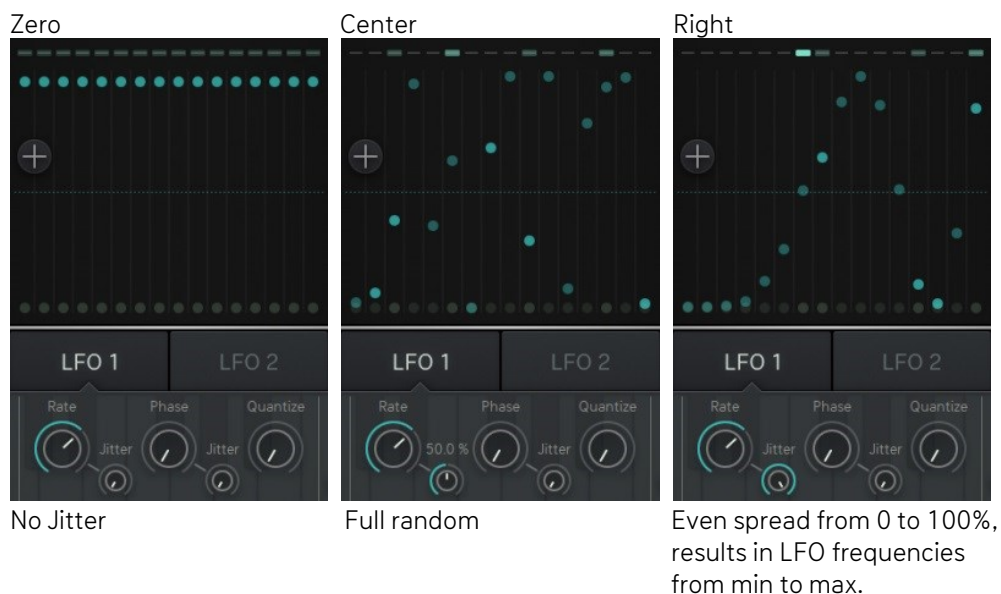 Zero
Center
Right
LFO 1
LFO 2
LFO 1
LFO 2
LFO 1
LFO 2
Rate
Phase
Quantize
Rate
Phase
Quantize
Rate
Phase
Quantize
Jitter
Jitter
50.0 %
Jitter
Jitter
Jitter
No Jitter
Full random
Even spread from 0 to 100%,
results in LFO frequencies
from min to max.